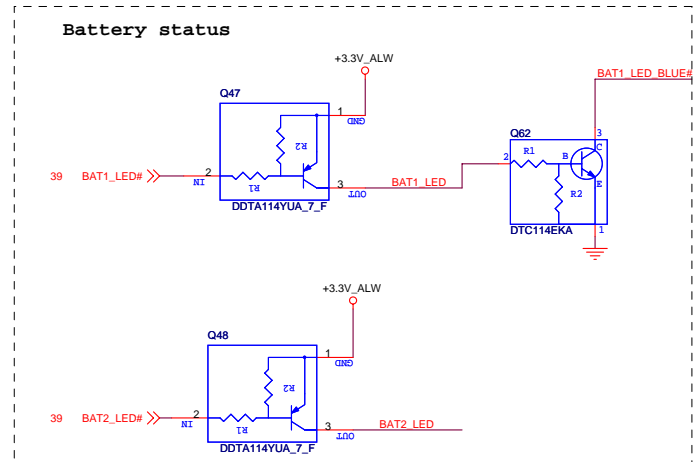 Battery status
+3.3V_ALW
BAT1_LED_BLUE#
Q47
1
GND
R2
Q62
3
C
2
R1
B
E
R2
1
DTC114EKA
39 BAT1_LED#
2
IN
R1
3
OUT
BAT1_LED
DDTA114YUA_7_F
+3.3V_ALW
Q48
1
GND
R2
39 BAT2_LED#
2
IN
R1
3
OUT
BAT2_LED
DDTA114YUA_7_F